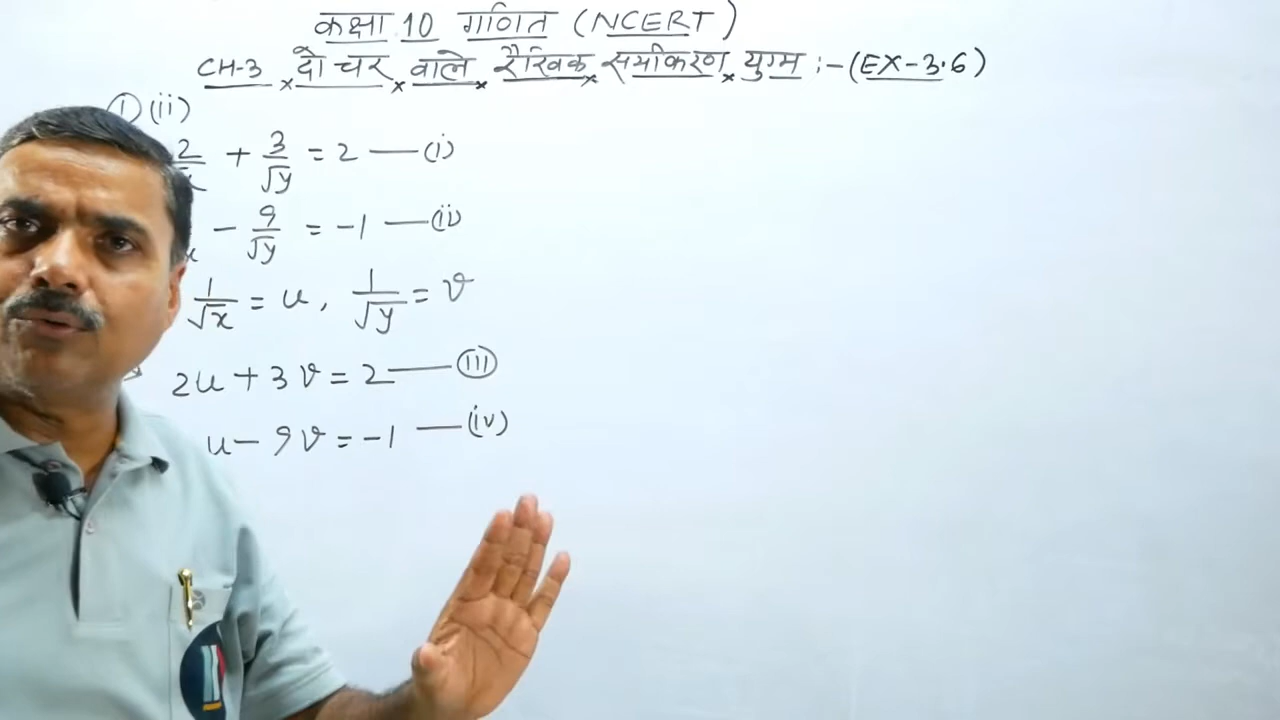 कक्षा 10 गणित (NCERT)
CH-3 × दो चर × वाले × रैखिक × समीकरण × युग्म :- (EX-3.6)
① (ii)
2/ + 3/√y = 2 —(i)
x - 9/√y = -1 —(ii)
1/√x = u, 1/√y = v
2u + 3v = 2 — (III)
u - 9v = -1 — (iv)